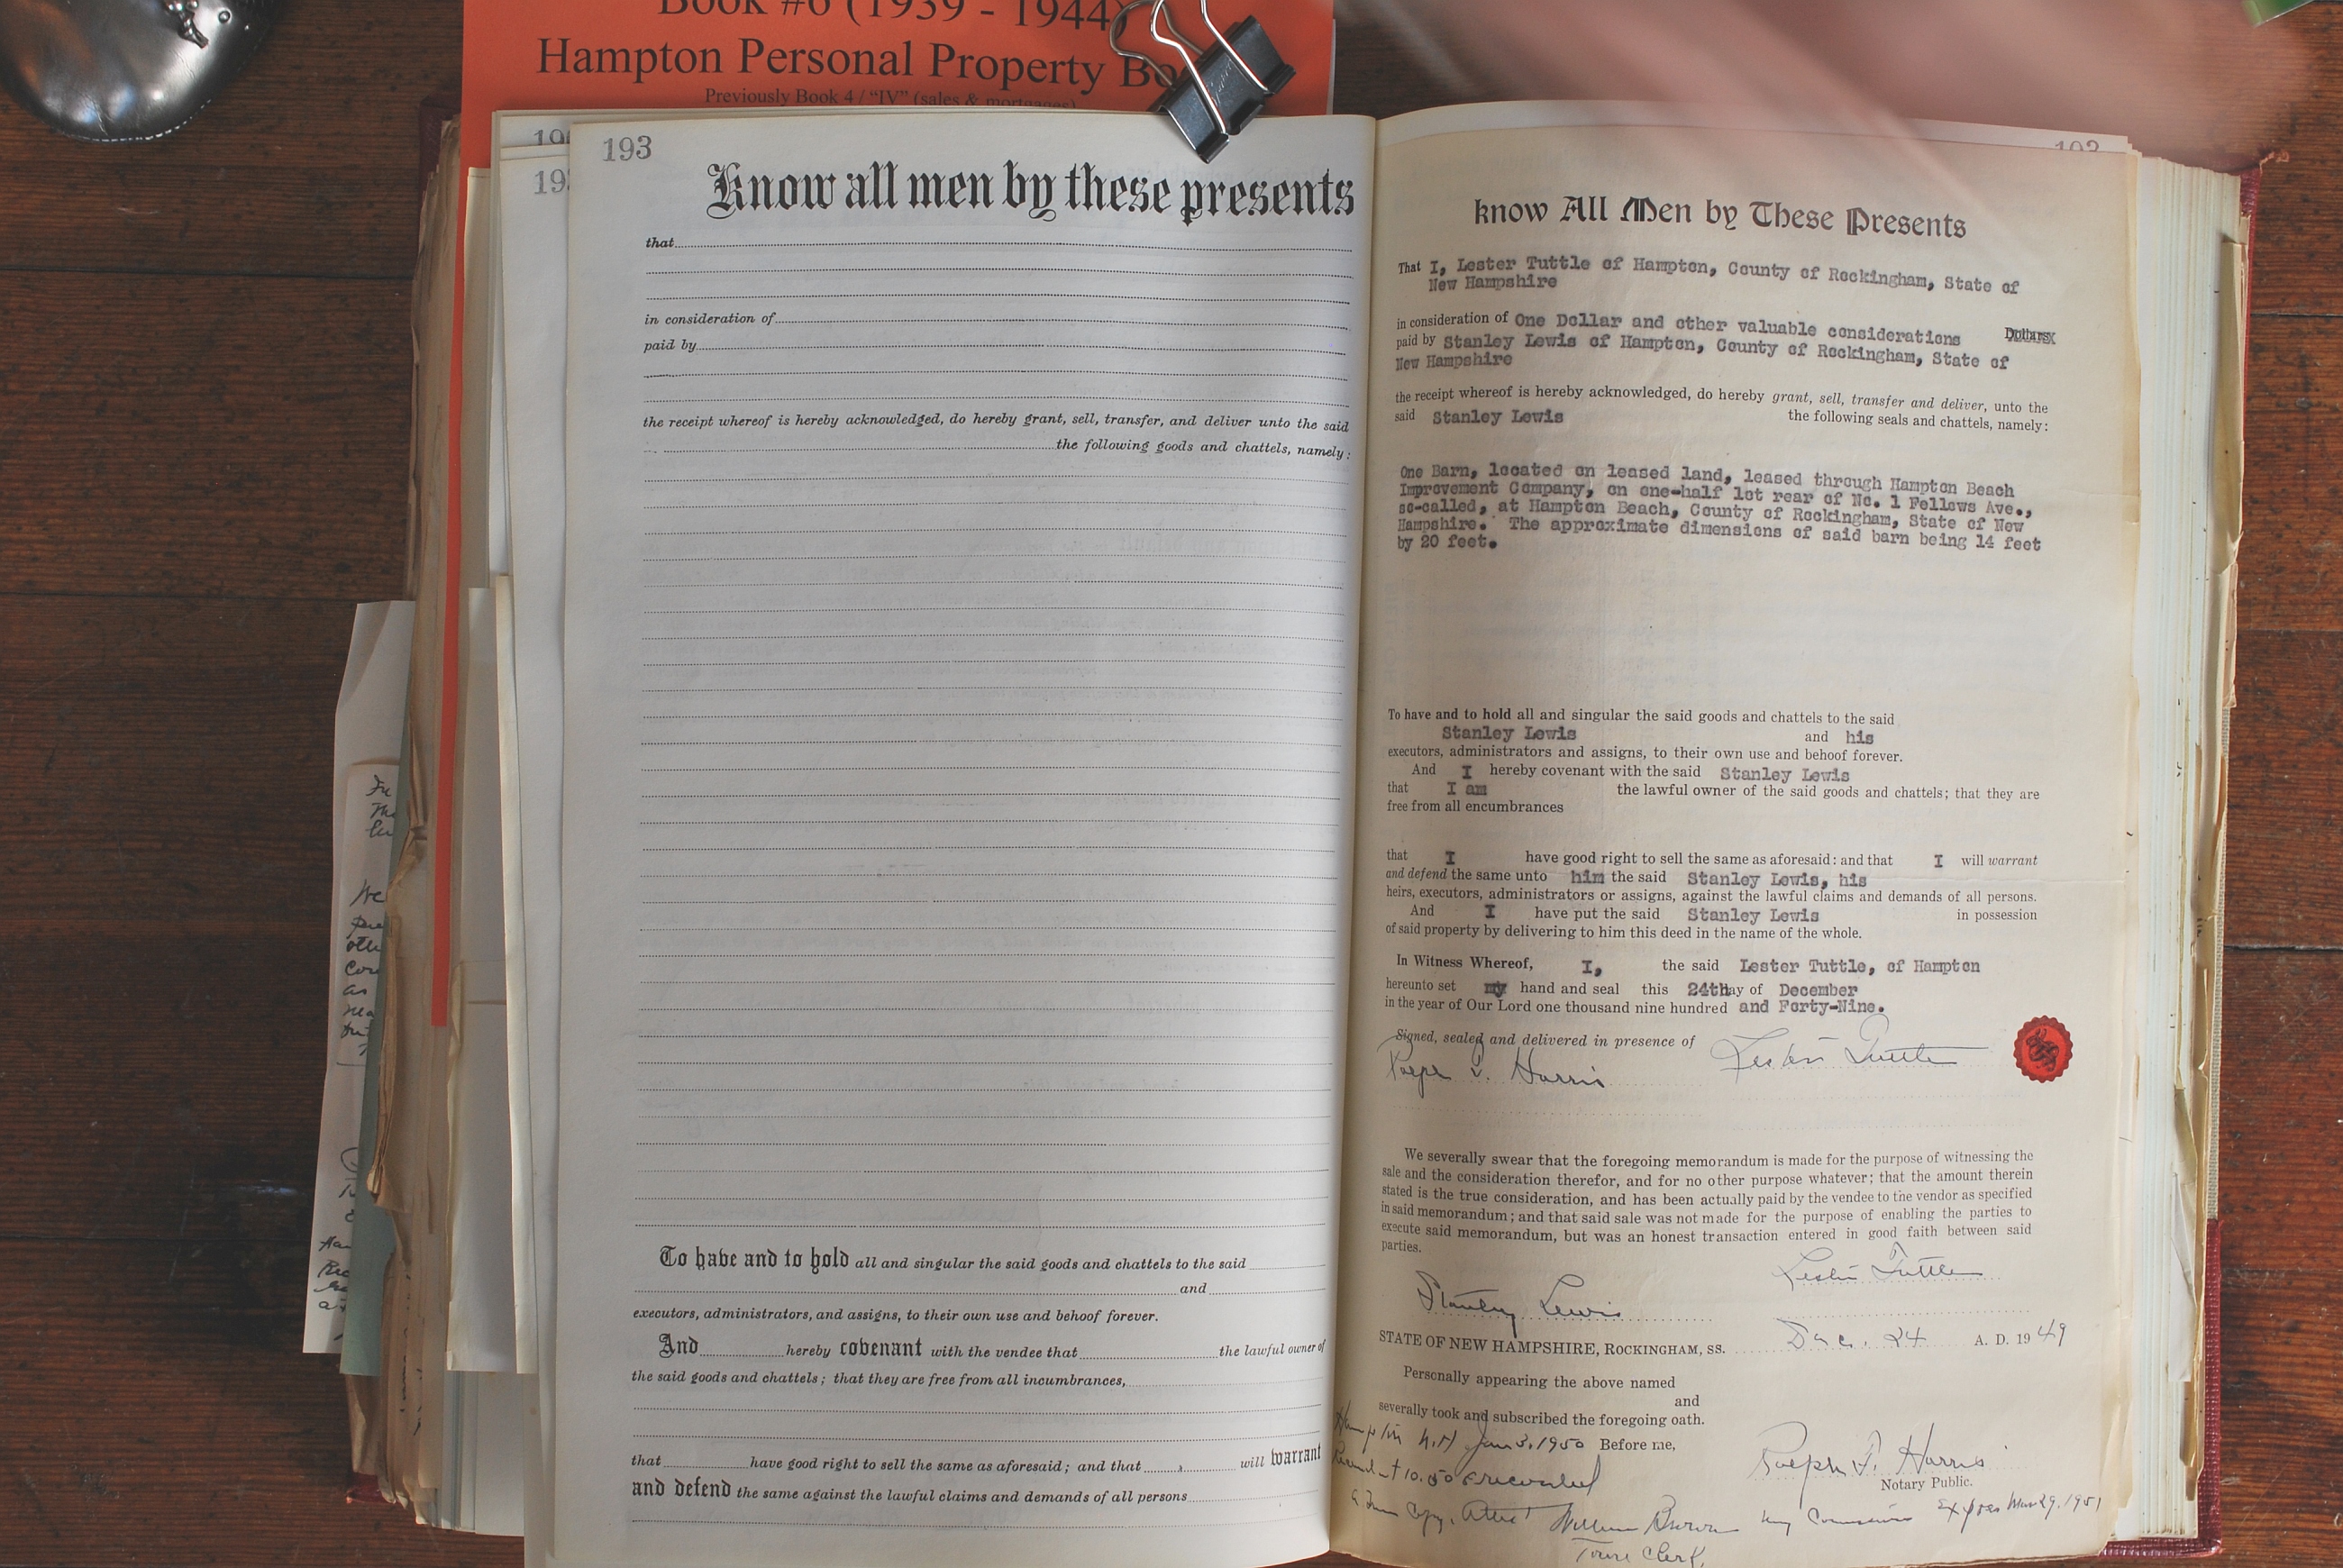 Book #6 (1939 - 1944)
Hampton Personal Property Bo
Previously Book 4 / "IV" (sales & mortgages)
193
Know all men by these presents
that
in consideration of
paid by
the receipt whereof is hereby acknowledged, do hereby grant, sell, transfer, and deliver unto the said
the following goods and chattels, namely:
To have and to hold all and singular the said goods and chattels to the said
and
executors, administrators, and assigns, to their own use and behoof forever.
And hereby covenant with the vendee that the lawful owner of
the said goods and chattels; that they are free from all incumbrances,
that have good right to sell the same as aforesaid; and that will warrant
and defend the same against the lawful claims and demands of all persons
know All Men by These Presents
That I, Lester Tuttle of Hampton, County of Rockingham, State of
New Hampshire
in consideration of One Dollar and other valuable considerations Dollars
paid by Stanley Lewis of Hampton, County of Rockingham, State of
New Hampshire
the receipt whereof is hereby acknowledged, do hereby grant, sell, transfer and deliver, unto the
said Stanley Lewis the following seals and chattels, namely:
One Barn, located on leased land, leased through Hampton Beach
Improvement Company, on one-half lot rear of No. 1 Fellows Ave.,
so-called, at Hampton Beach, County of Rockingham, State of New
Hampshire. The approximate dimensions of said barn being 14 feet
by 20 feet.
To have and to hold all and singular the said goods and chattels to the said
Stanley Lewis and his
executors, administrators and assigns, to their own use and behoof forever.
And I hereby covenant with the said Stanley Lewis
that I am the lawful owner of the said goods and chattels; that they are
free from all encumbrances
that I have good right to sell the same as aforesaid: and that I will warrant
and defend the same unto him the said Stanley Lewis, his
heirs, executors, administrators or assigns, against the lawful claims and demands of all persons.
And I have put the said Stanley Lewis in possession
of said property by delivering to him this deed in the name of the whole.
In Witness Whereof, I, the said Lester Tuttle, of Hampton
hereunto set my hand and seal this 24th day of December
in the year of Our Lord one thousand nine hundred and Forty-Nine.
Signed, sealed and delivered in presence of Lester Tuttle
Ralph J. Harris
We severally swear that the foregoing memorandum is made for the purpose of witnessing the
sale and the consideration therefor, and for no other purpose whatever; that the amount therein
stated is the true consideration, and has been actually paid by the vendee to the vendor as specified
in said memorandum; and that said sale was not made for the purpose of enabling the parties to
execute said memorandum, but was an honest transaction entered in good faith between said
parties.
Leslie Tuttle
Stanley Lewis
STATE OF NEW HAMPSHIRE, ROCKINGHAM, SS. Dec. 24 A. D. 1949
Personally appearing the above named
and
severally took and subscribed the foregoing oath.
Hampton N.H Jan 3, 1950 Before me,
Received at 10.50 & recorded Ralph J. Harris
Notary Public.
a True Copy, Attest William Brown My Commission Expires Mar 29, 1951
Town Clerk.